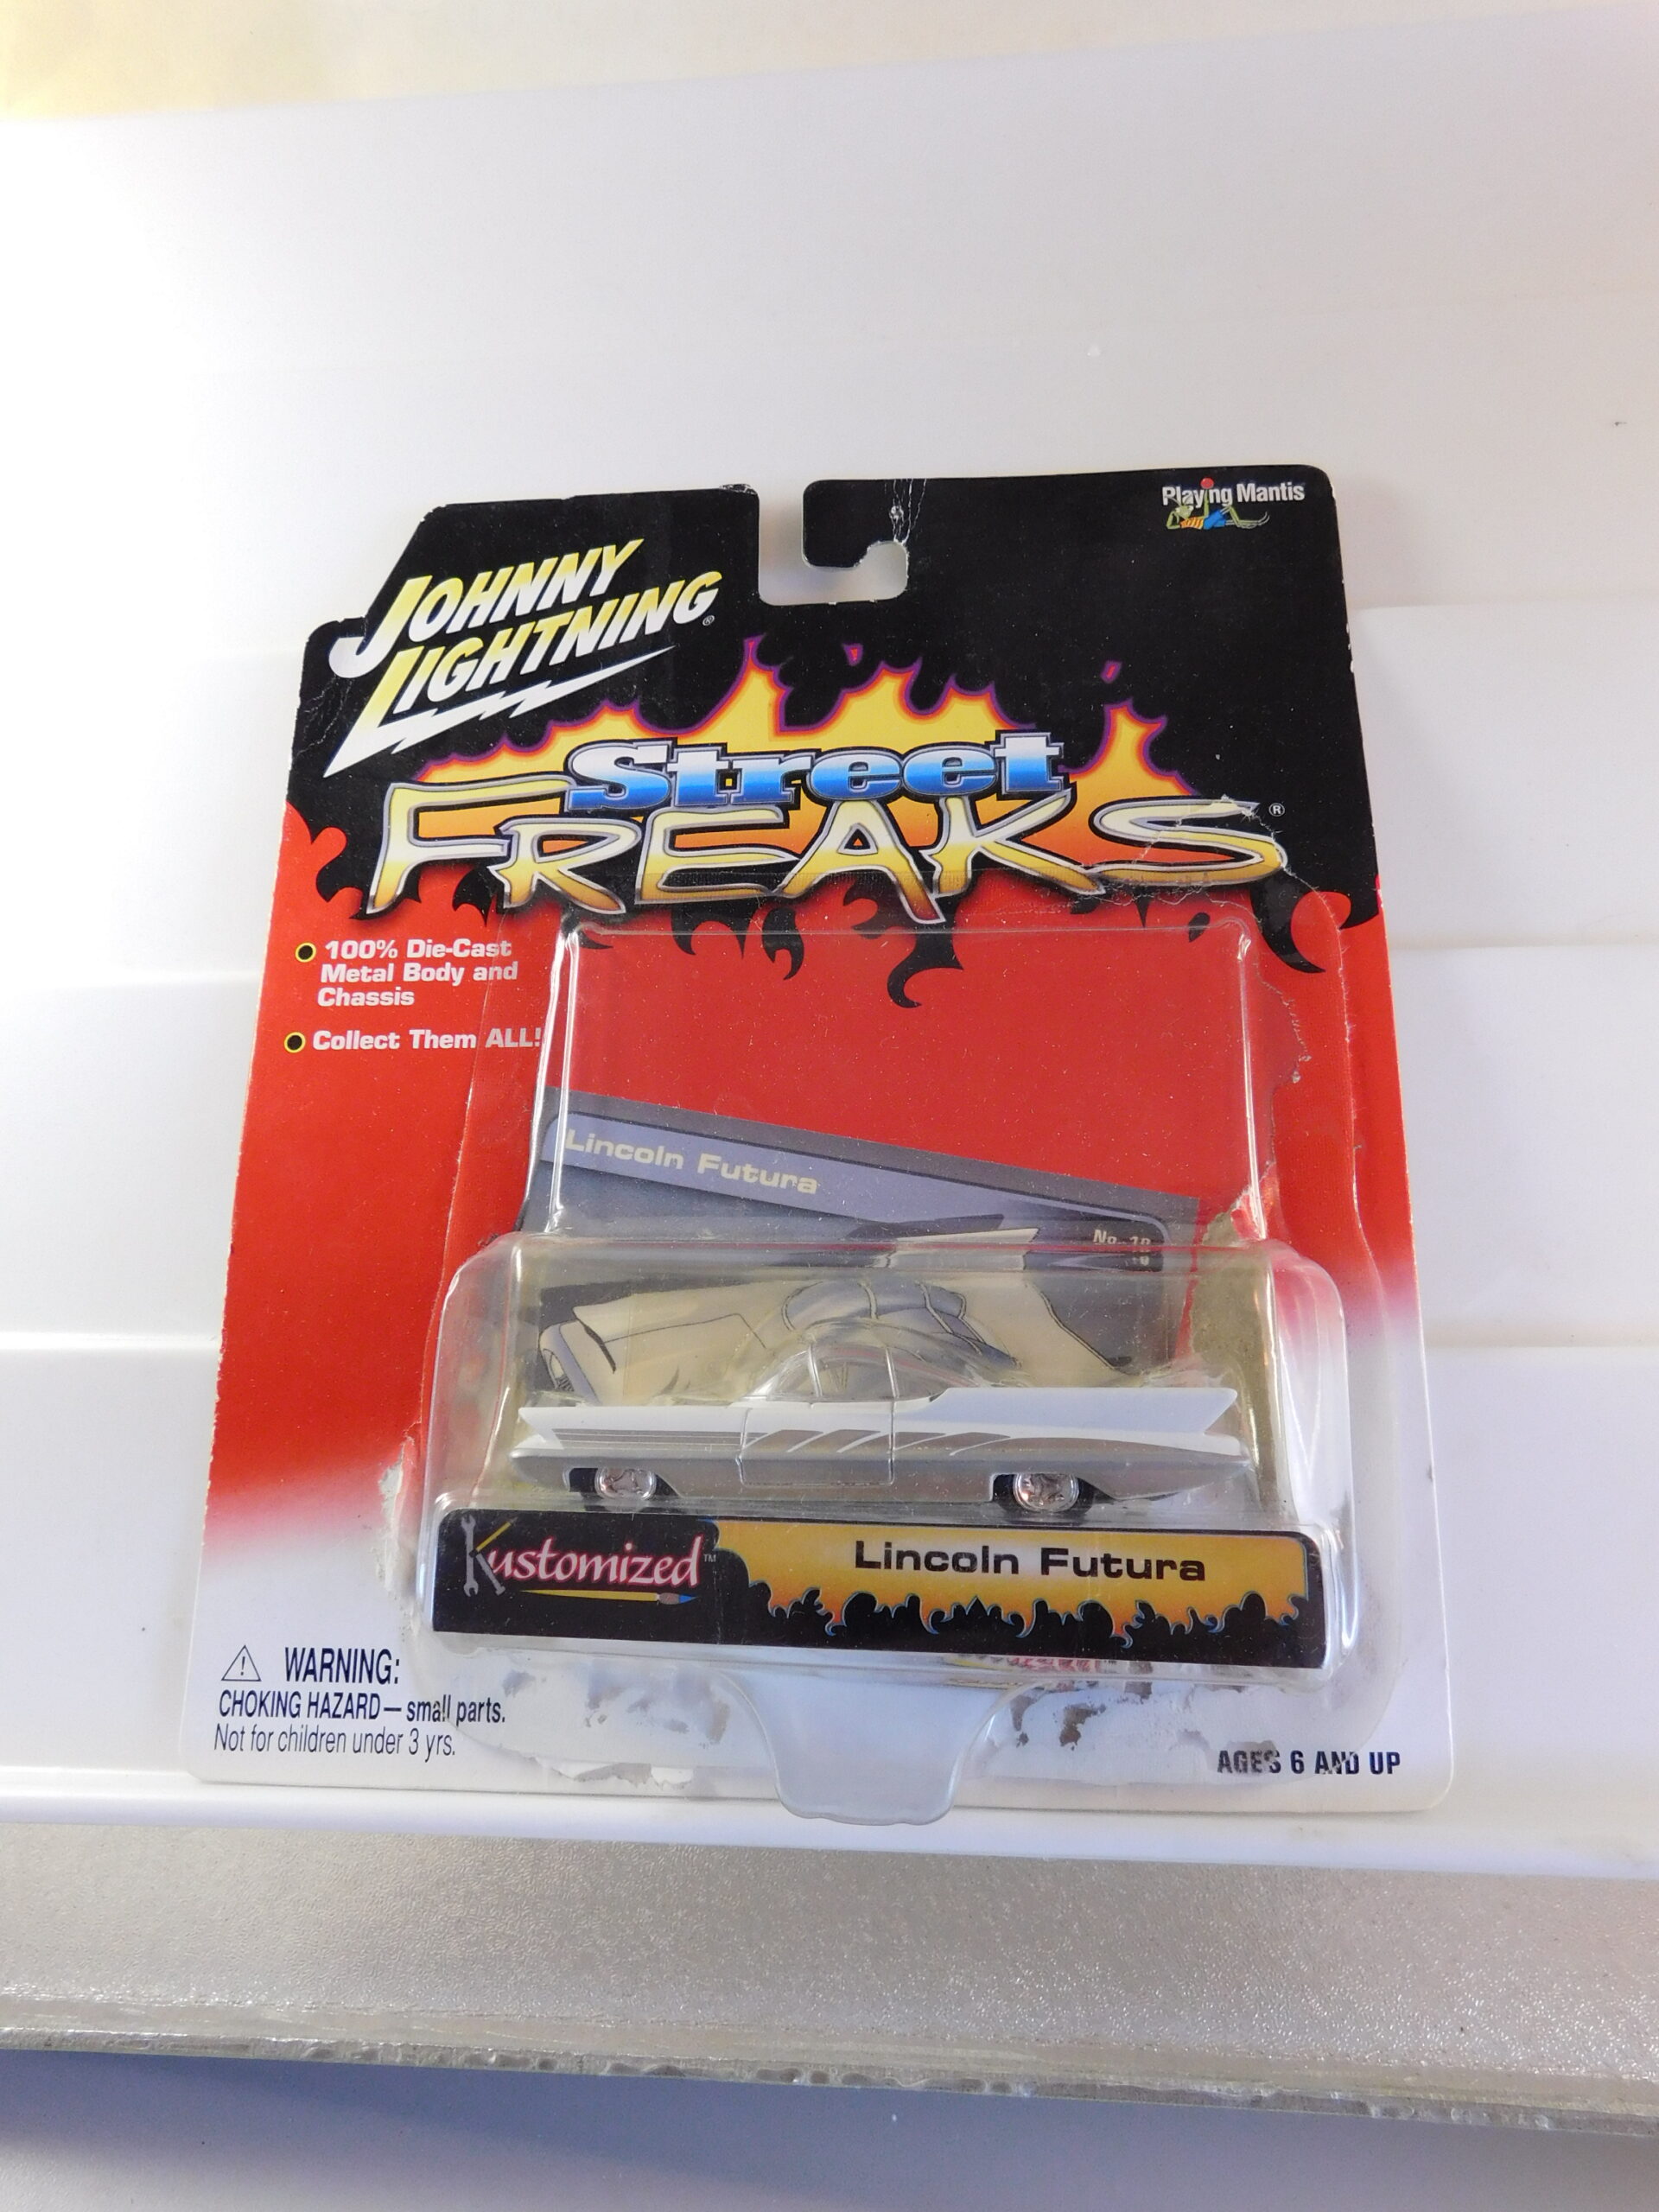 Playing Mantis
JOHNNY
LIGHTNING®
Street
FREAKS®
100% Die-Cast
Metal Body and
Chassis
Collect Them ALL!
Lincoln Futura
Kustomized™
Lincoln Futura
WARNING:
CHOKING HAZARD — small parts.
Not for children under 3 yrs.
AGES 6 AND UP